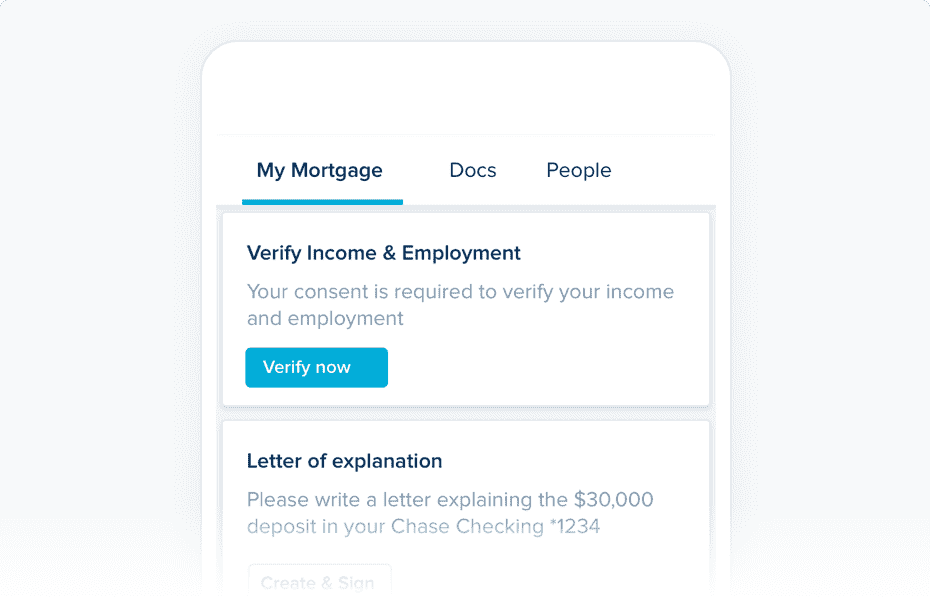 My Mortgage Docs People
Verify Income & Employment
Your consent is required to verify your income
and employment
Verify now
Letter of explanation
Please write a letter explaining the $30,000
deposit in your Chase Checking *1234
Create & Sign